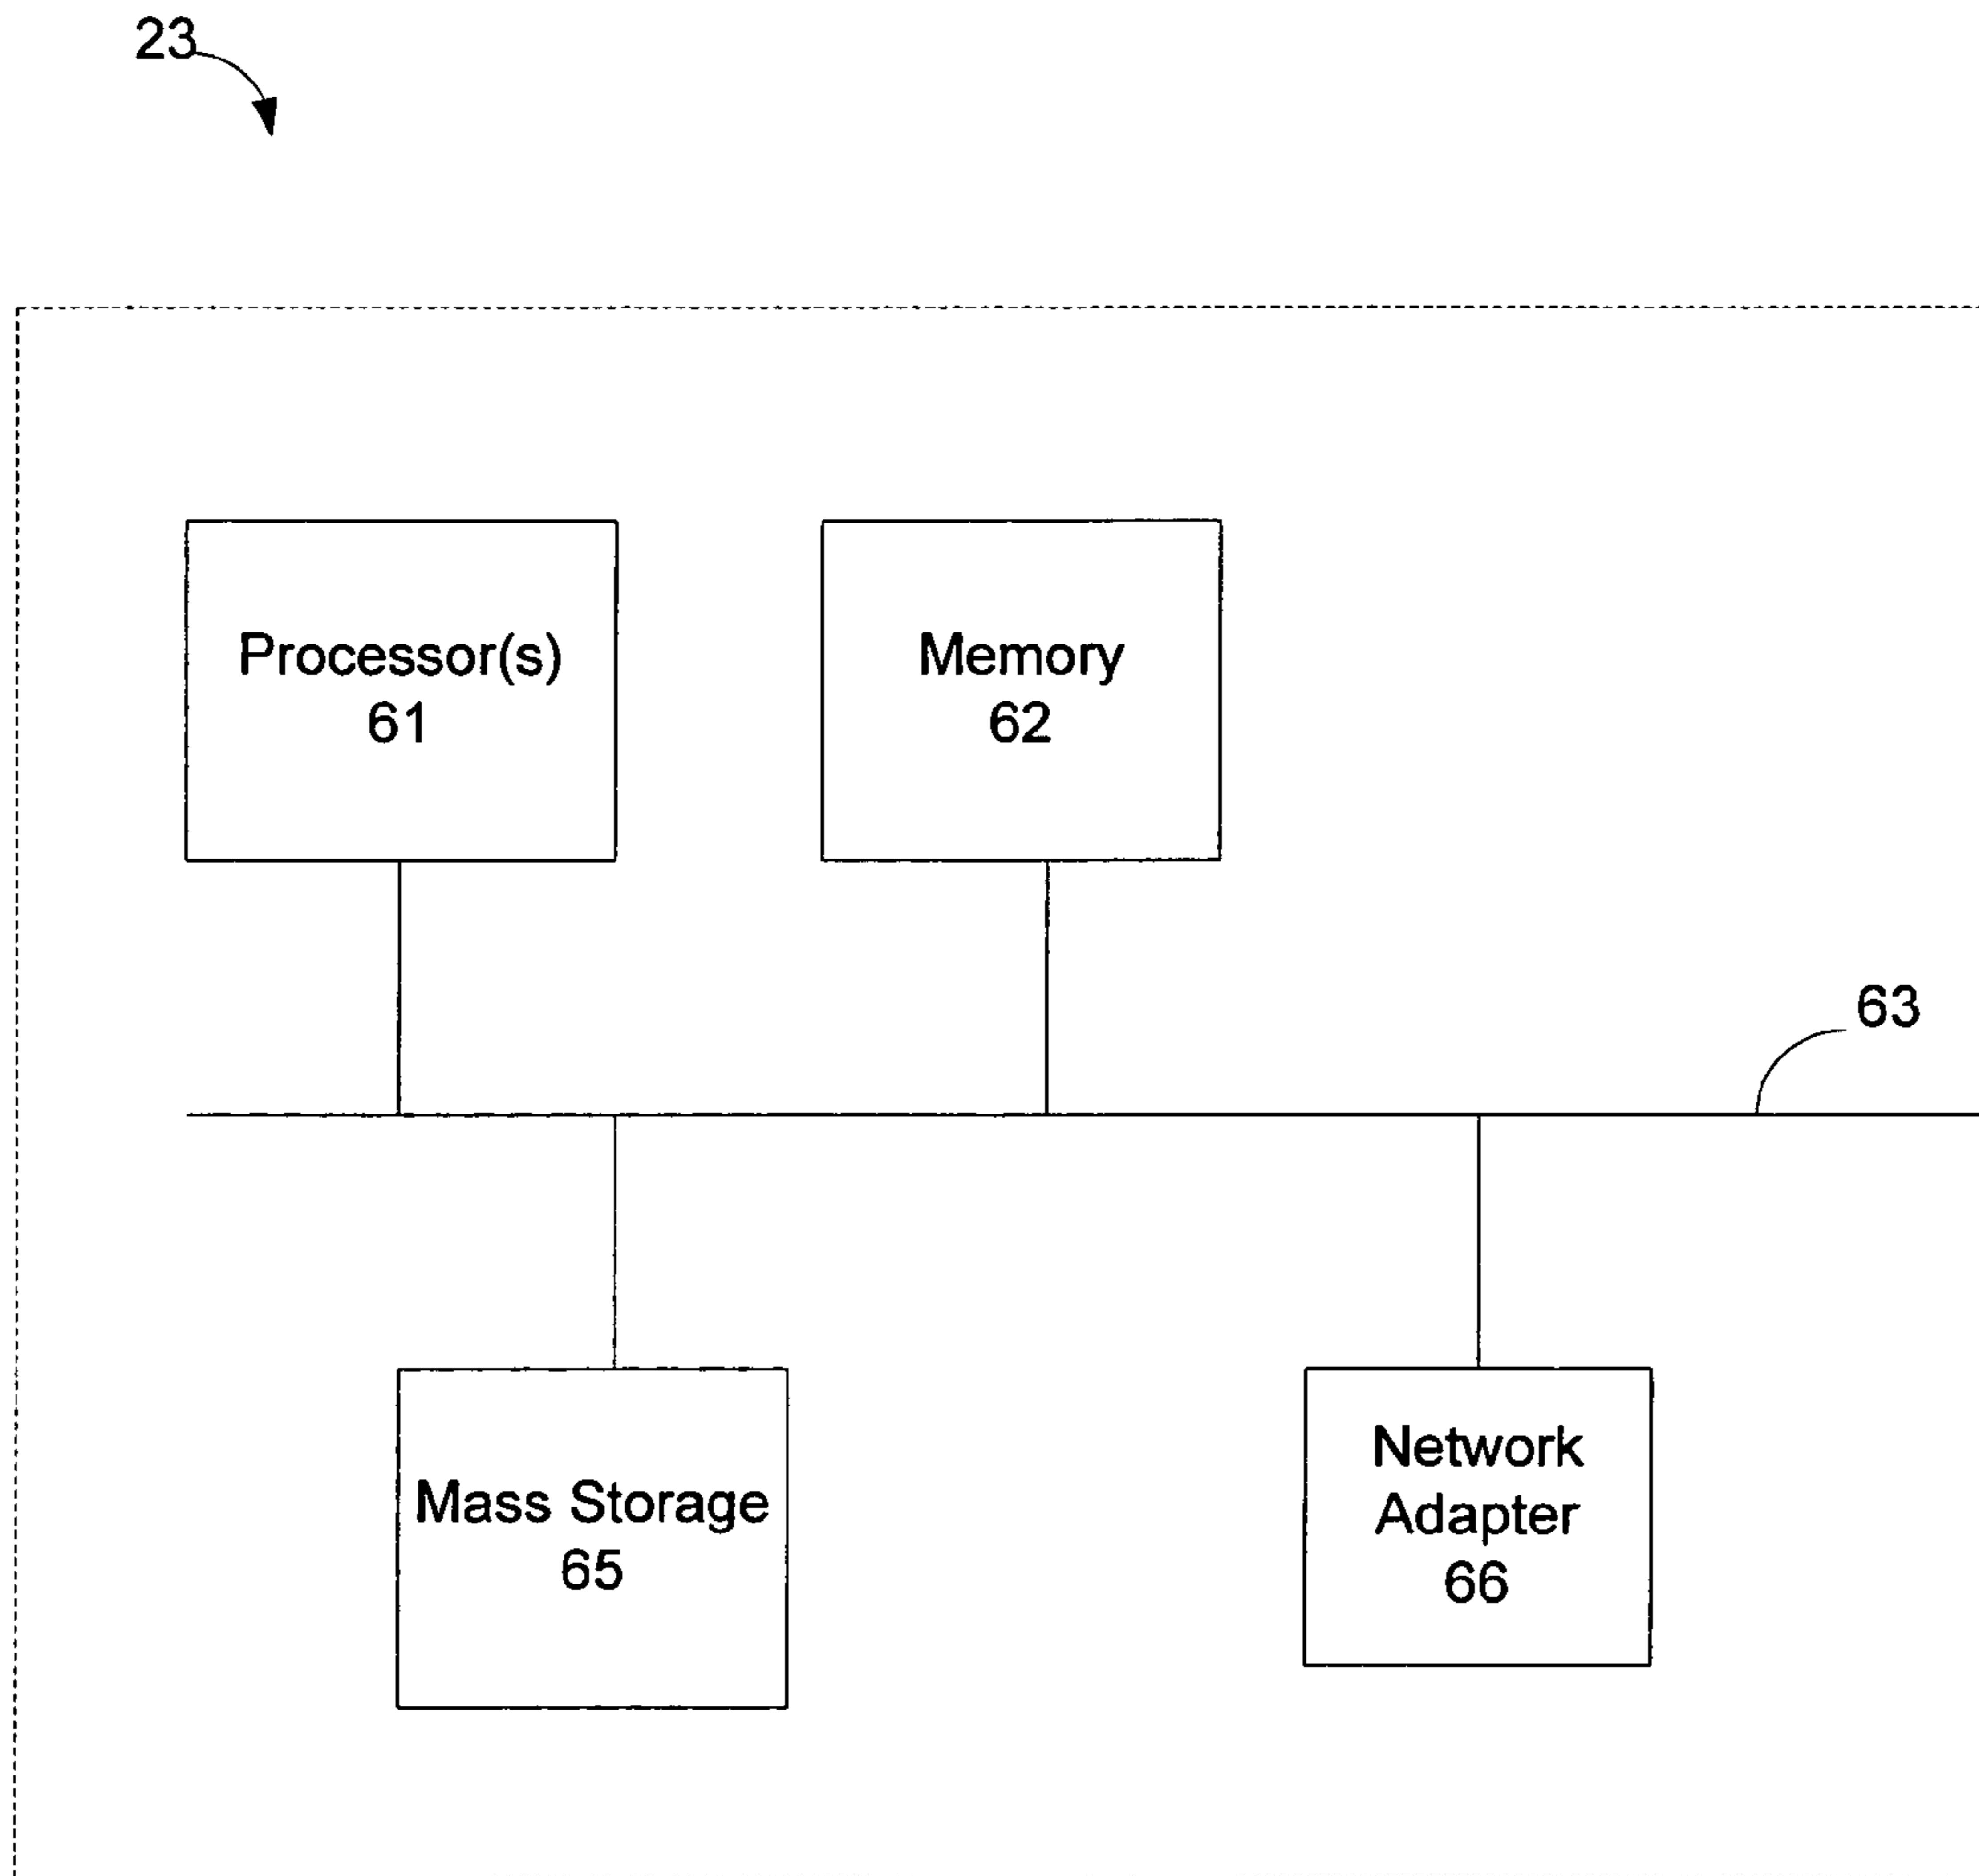 23
Processor(s)
61
Memory
62
63
Mass Storage
65
Network
Adapter
66